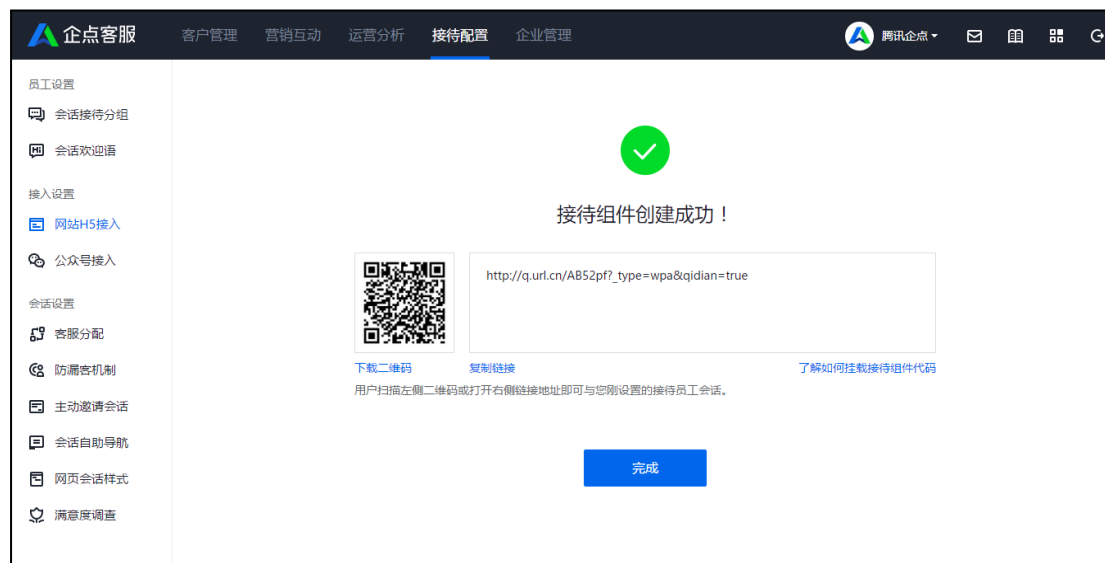 企点客服
客户管理 营销互动 运营分析 接待配置 企业管理 腾讯企点
员工设置
会话接待分组
Hi 会话欢迎语
接入设置
网站H5接入
公众号接入
会话设置
客服分配
防漏客机制
主动邀请会话
会话自助导航
网页会话样式
满意度调查
接待组件创建成功！
http://q.url.cn/AB52pf?_type=wpa&qidian=true
下载二维码 复制链接 了解如何挂载接待组件代码
用户扫描左侧二维码或打开右侧链接地址即可与您刚设置的接待员工会话。
完成